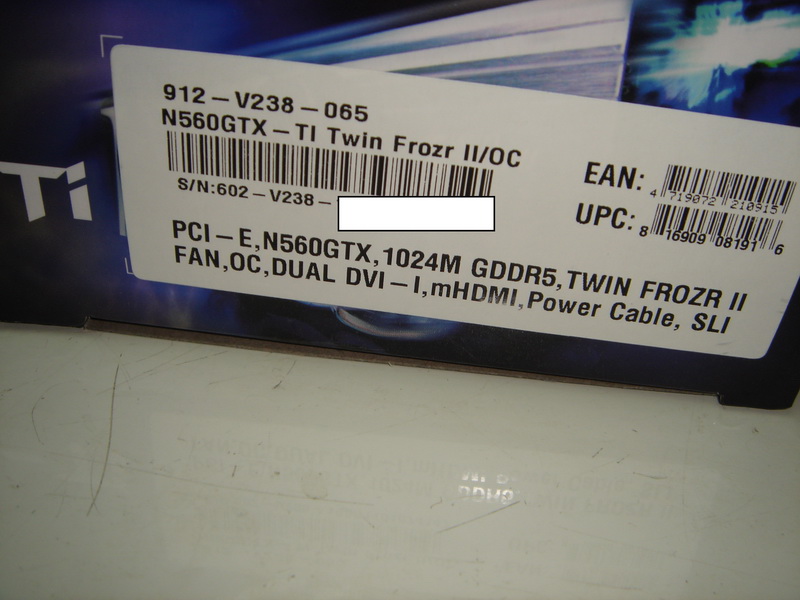 Ti
912-V238-065
N560GTX-TI Twin Frozr II/OC
S/N:602-V238-
EAN:
4 719072 210915
UPC:
8 16909 08191 6
PCI-E,N560GTX,1024M GDDR5,TWIN FROZR II
FAN,OC,DUAL DVI-I,mHDMI,Power Cable, SLI